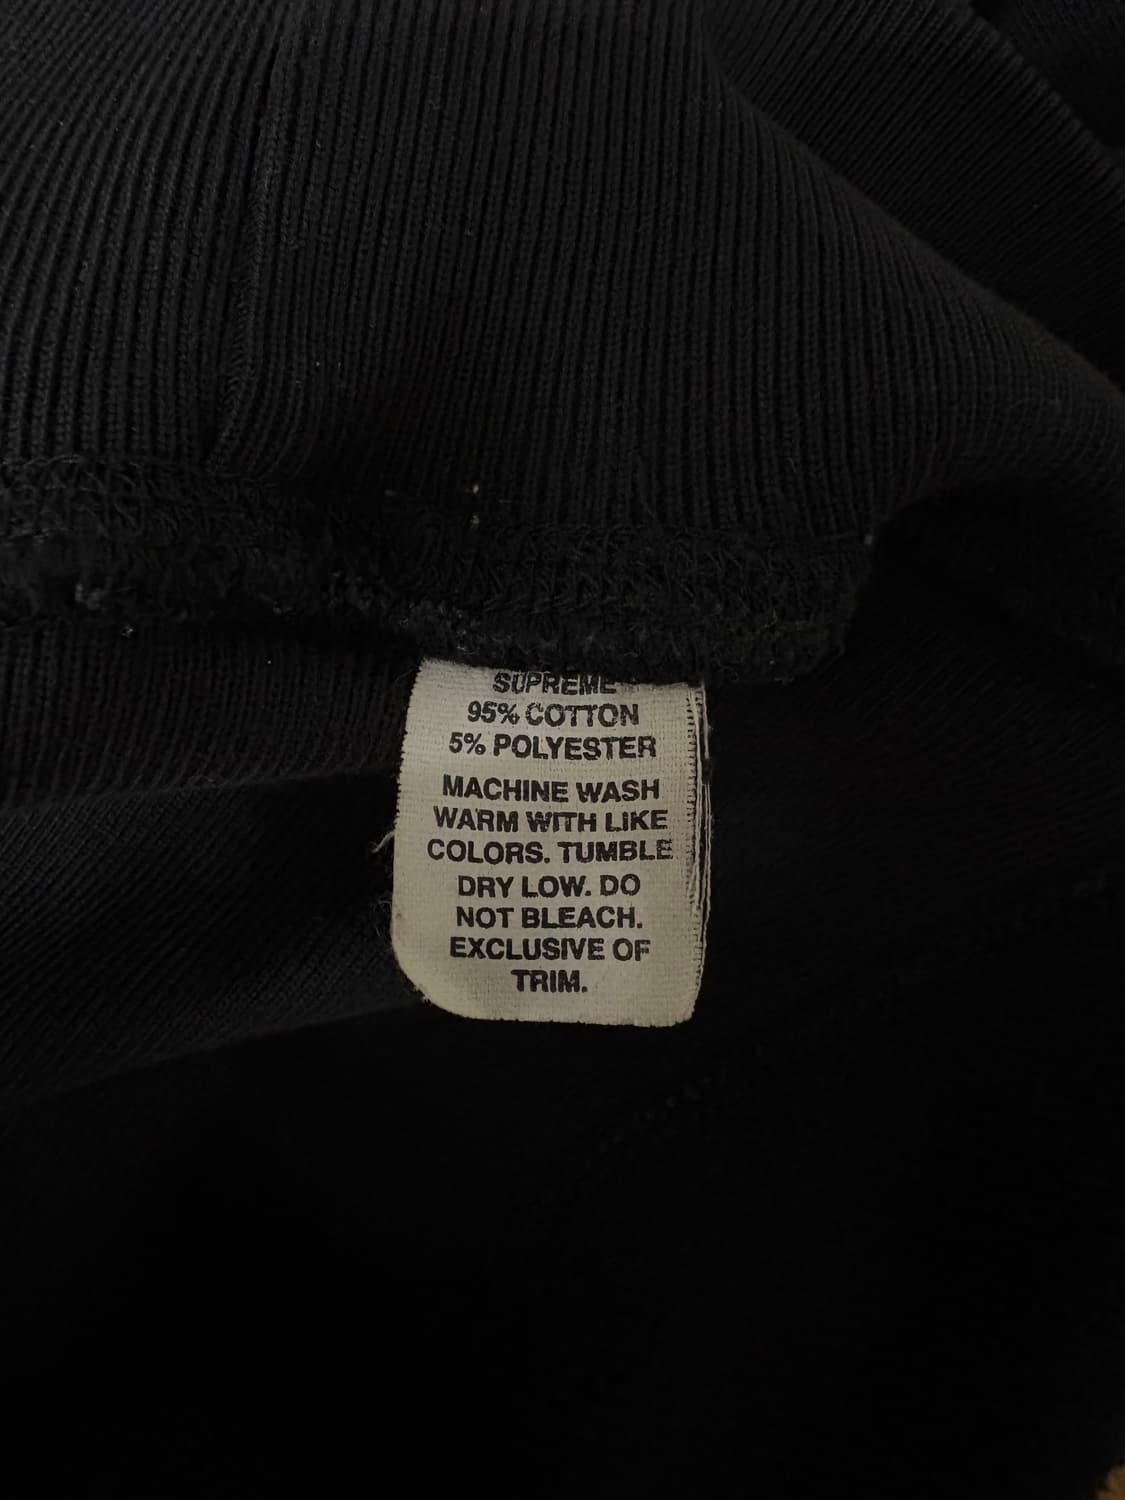 SUPREME
95% COTTON
5% POLYESTER
MACHINE WASH
WARM WITH LIKE
COLORS. TUMBLE
DRY LOW. DO
NOT BLEACH.
EXCLUSIVE OF
TRIM.